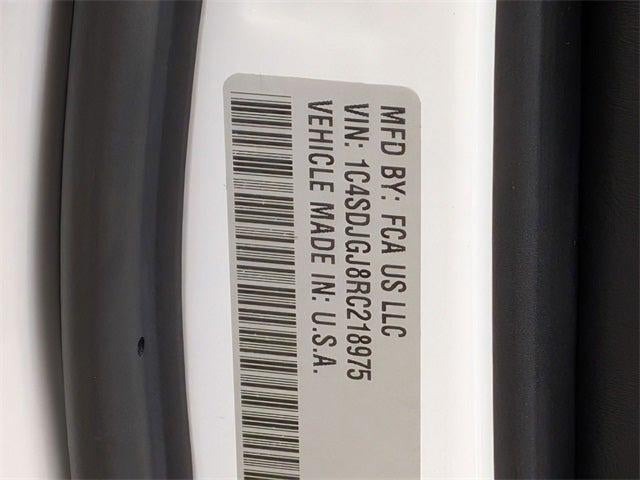 MFD BY: FCA US LLC
VIN: 1C4SDJGJ8RC218975
VEHICLE MADE IN: U.S.A.